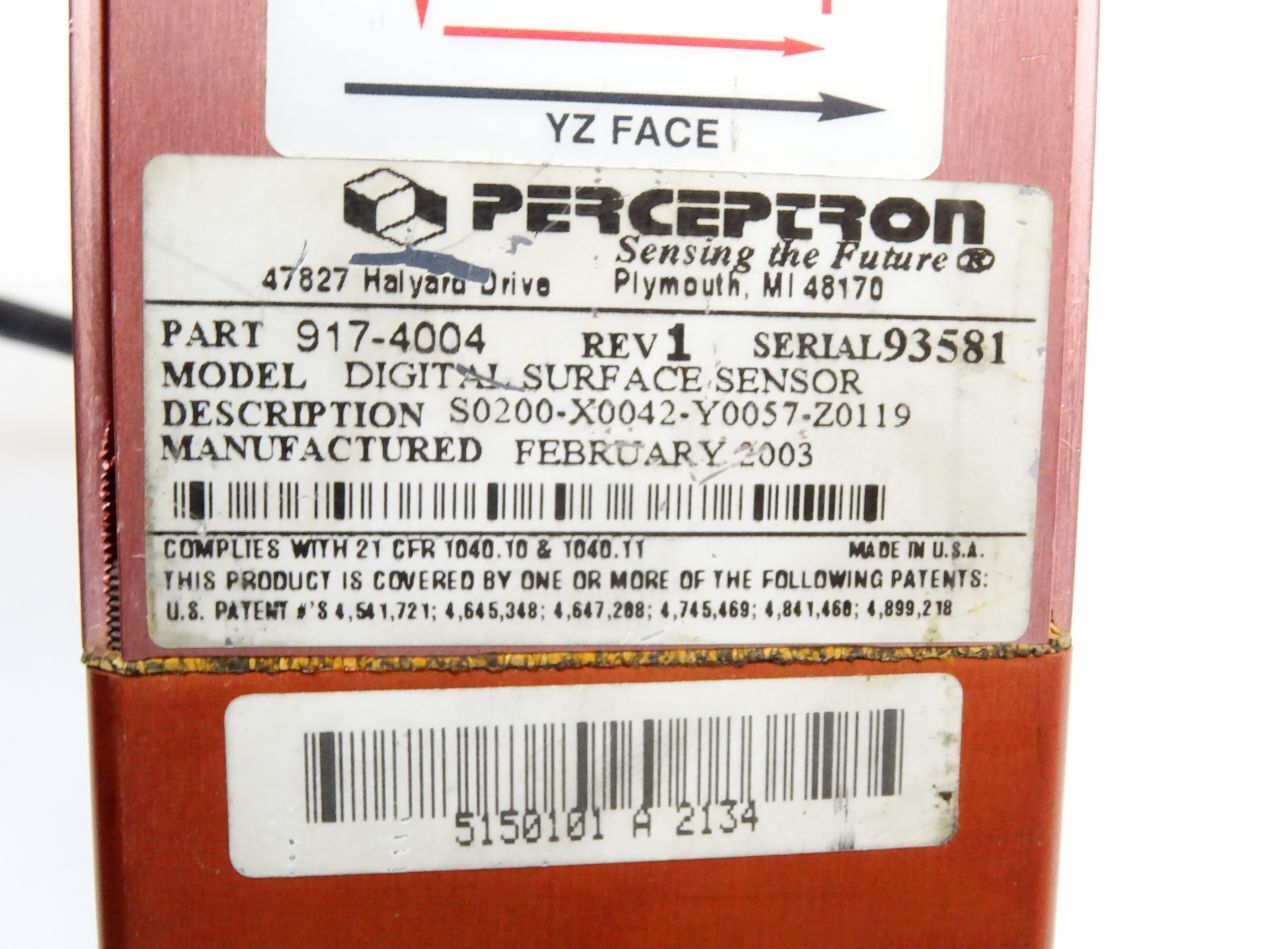 YZ FACE
PERCEPTRON
Sensing the Future ®
47827 Halyard Drive Plymouth, MI 48170
PART 917-4004 REV 1 SERIAL 93581
MODEL DIGITAL SURFACE SENSOR
DESCRIPTION S0200-X0042-Y0057-Z0119
MANUFACTURED FEBRUARY 2003
COMPLIES WITH 21 CFR 1040.10 & 1040.11 MADE IN U.S.A.
THIS PRODUCT IS COVERED BY ONE OR MORE OF THE FOLLOWING PATENTS:
U.S. PATENT #'S 4,541,721; 4,645,348; 4,647,208; 4,745,469; 4,841,460; 4,899,218
5150101 A 2134